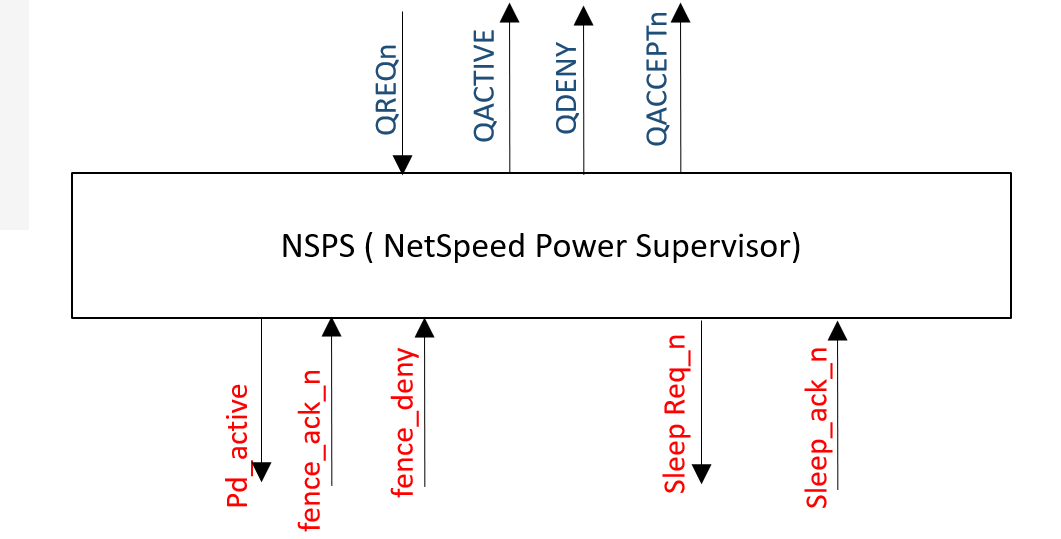 QREQn
QACTIVE
QDENY
QACCEPTn
NSPS ( NetSpeed Power Supervisor)
Pd_active
fence_ack_n
fence_deny
Sleep Req_n
Sleep_ack_n